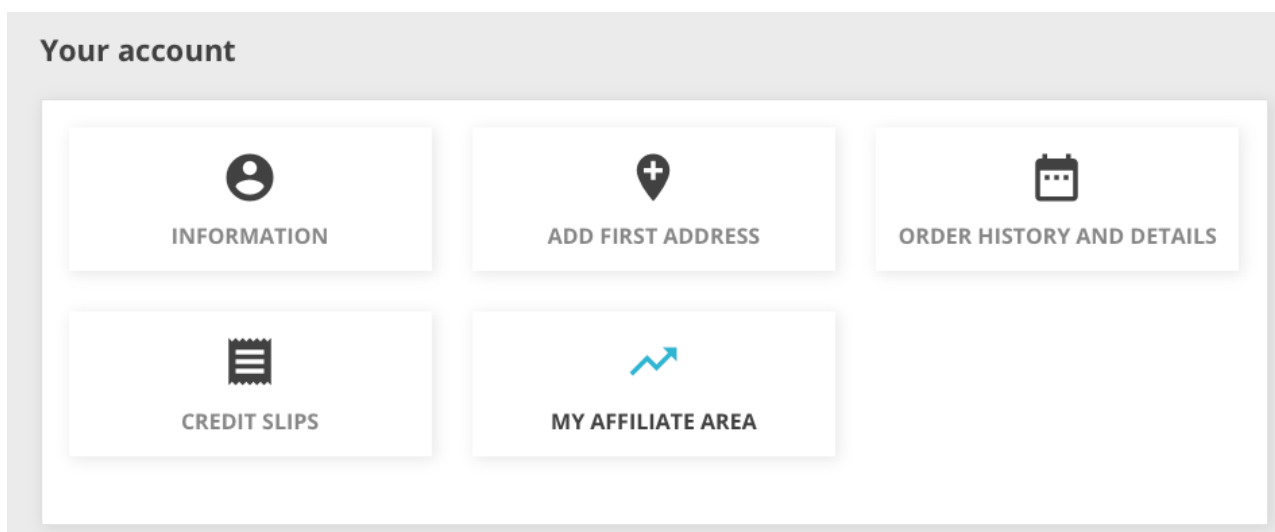 Your account
INFORMATION
ADD FIRST ADDRESS
ORDER HISTORY AND DETAILS
CREDIT SLIPS
MY AFFILIATE AREA